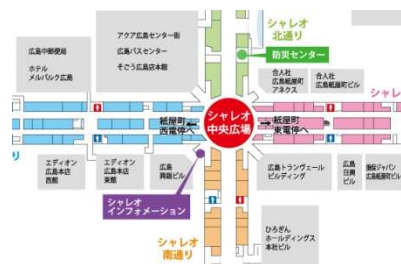 シャレオ
北通り
アクア広島センター街
広島バスセンター
そごう広島店本館
広島中郵便局
ホテル
メルパルク広島
防災センター
合人社
広島紙屋町
アネックス
合人社
広島紙屋町ビル
シャレ
紙屋町
西電停へ
シャレオ
中央広場
紙屋町
東電停へ
り
エディオン
広島本店
西館
エディオン
広島本店
東館
広島
興銀ビル
シャレオ
インフォメーション
広島トランヴェール
ビルディング
広島
日興
ビル
損保ジャパン
広島紙屋町ビル
シャレオ
南通り
ひろぎん
ホールディングス
本社ビル